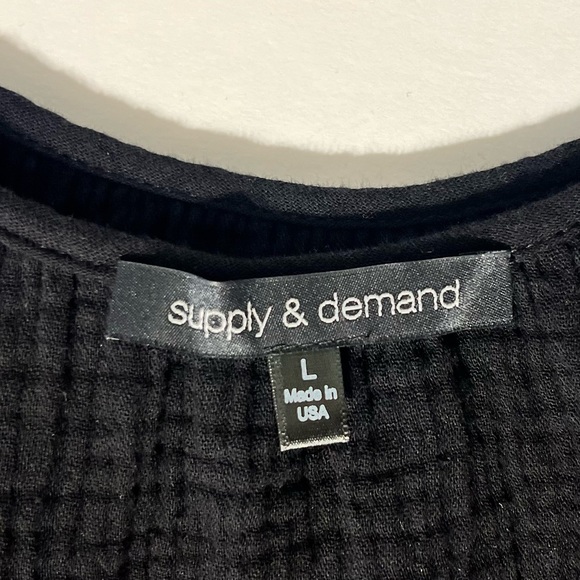 supply & demand
L
Made in
USA